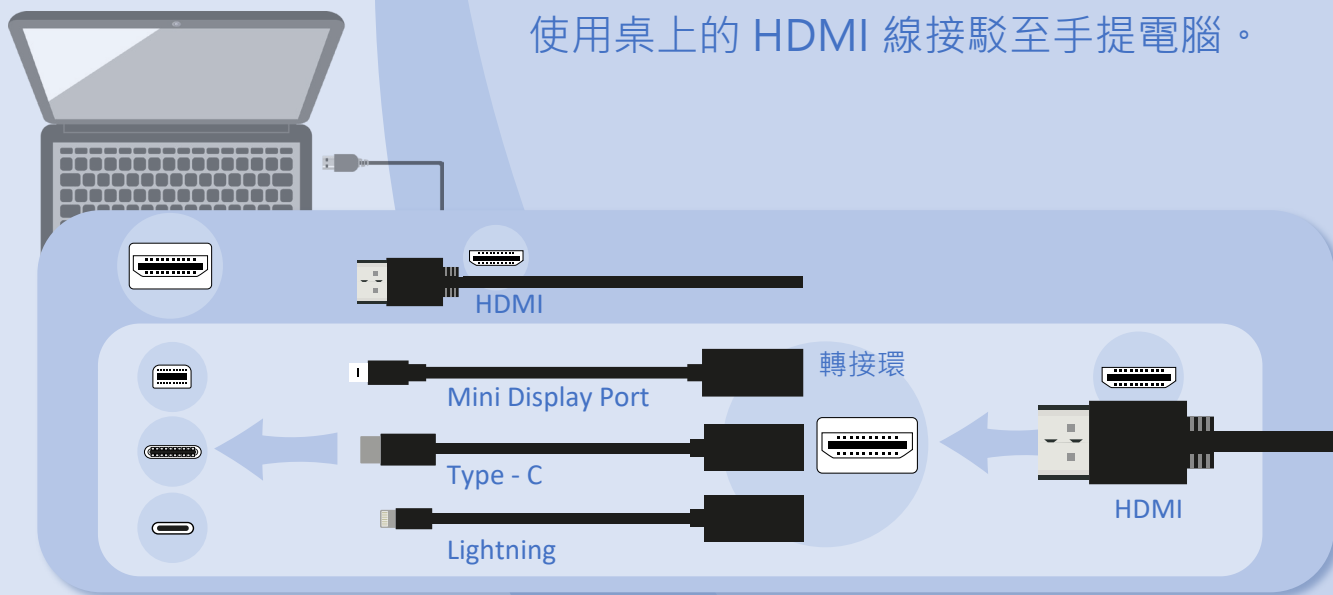 使用桌上的 HDMI 線接駁至手提電腦。
HDMI
轉接環
Mini Display Port
Type - C
HDMI
Lightning